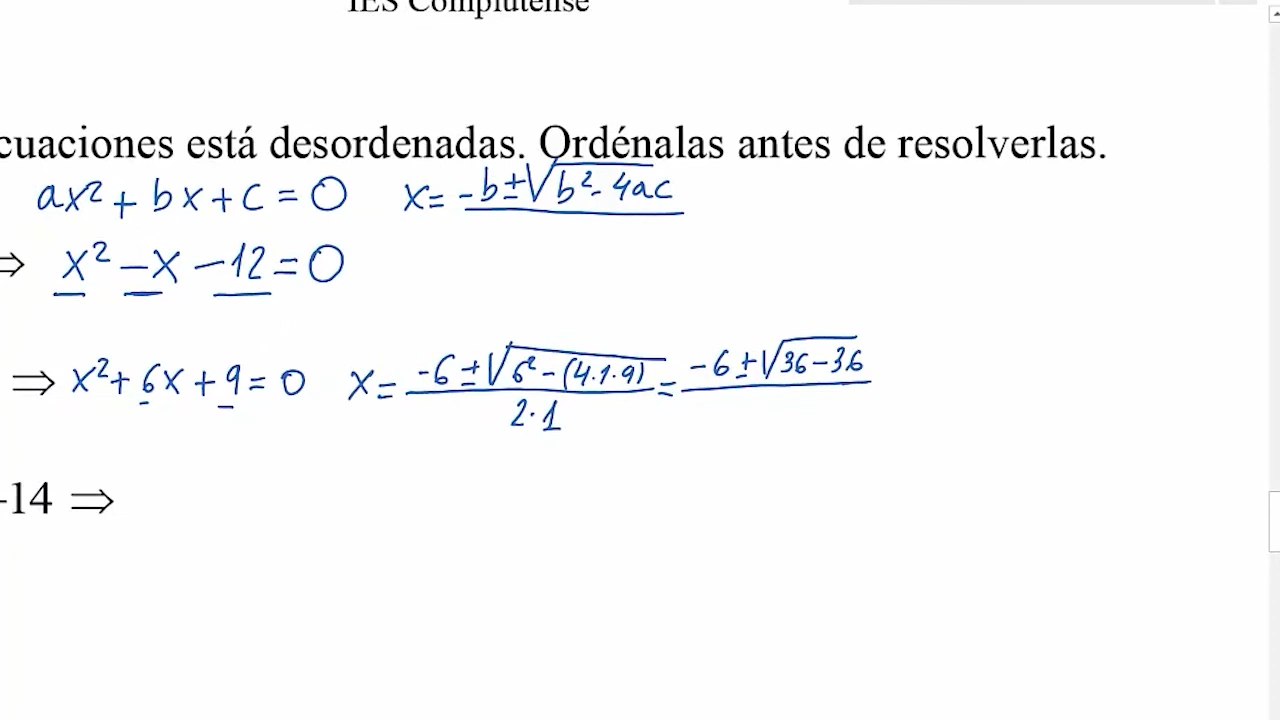 IES Complutense
cuaciones está desordenadas. Ordénalas antes de resolverlas.
ax² + bx + c = 0 x = -b ± √b² - 4ac
⇒ x² - x - 12 = 0
⇒ x² + 6x + 9 = 0 x = -6 ± √6² - (4·1·9) / 2·1 = -6 ± √36-36
-14 ⇒